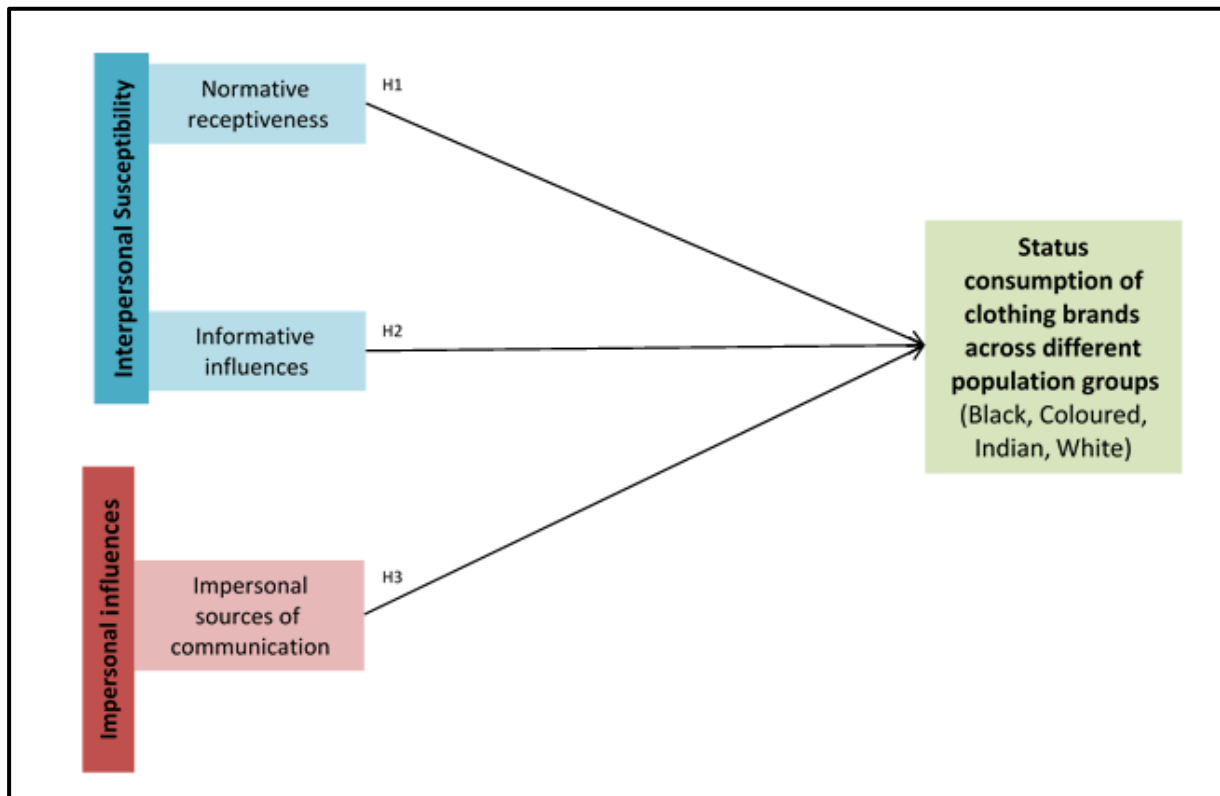 Interpersonal Susceptibility
Normative
receptiveness
H1
Informative
influences
H2
Impersonal influences
Impersonal
sources of
communication
H3
Status
consumption of
clothing brands
across different
population groups
(Black, Coloured,
Indian, White)